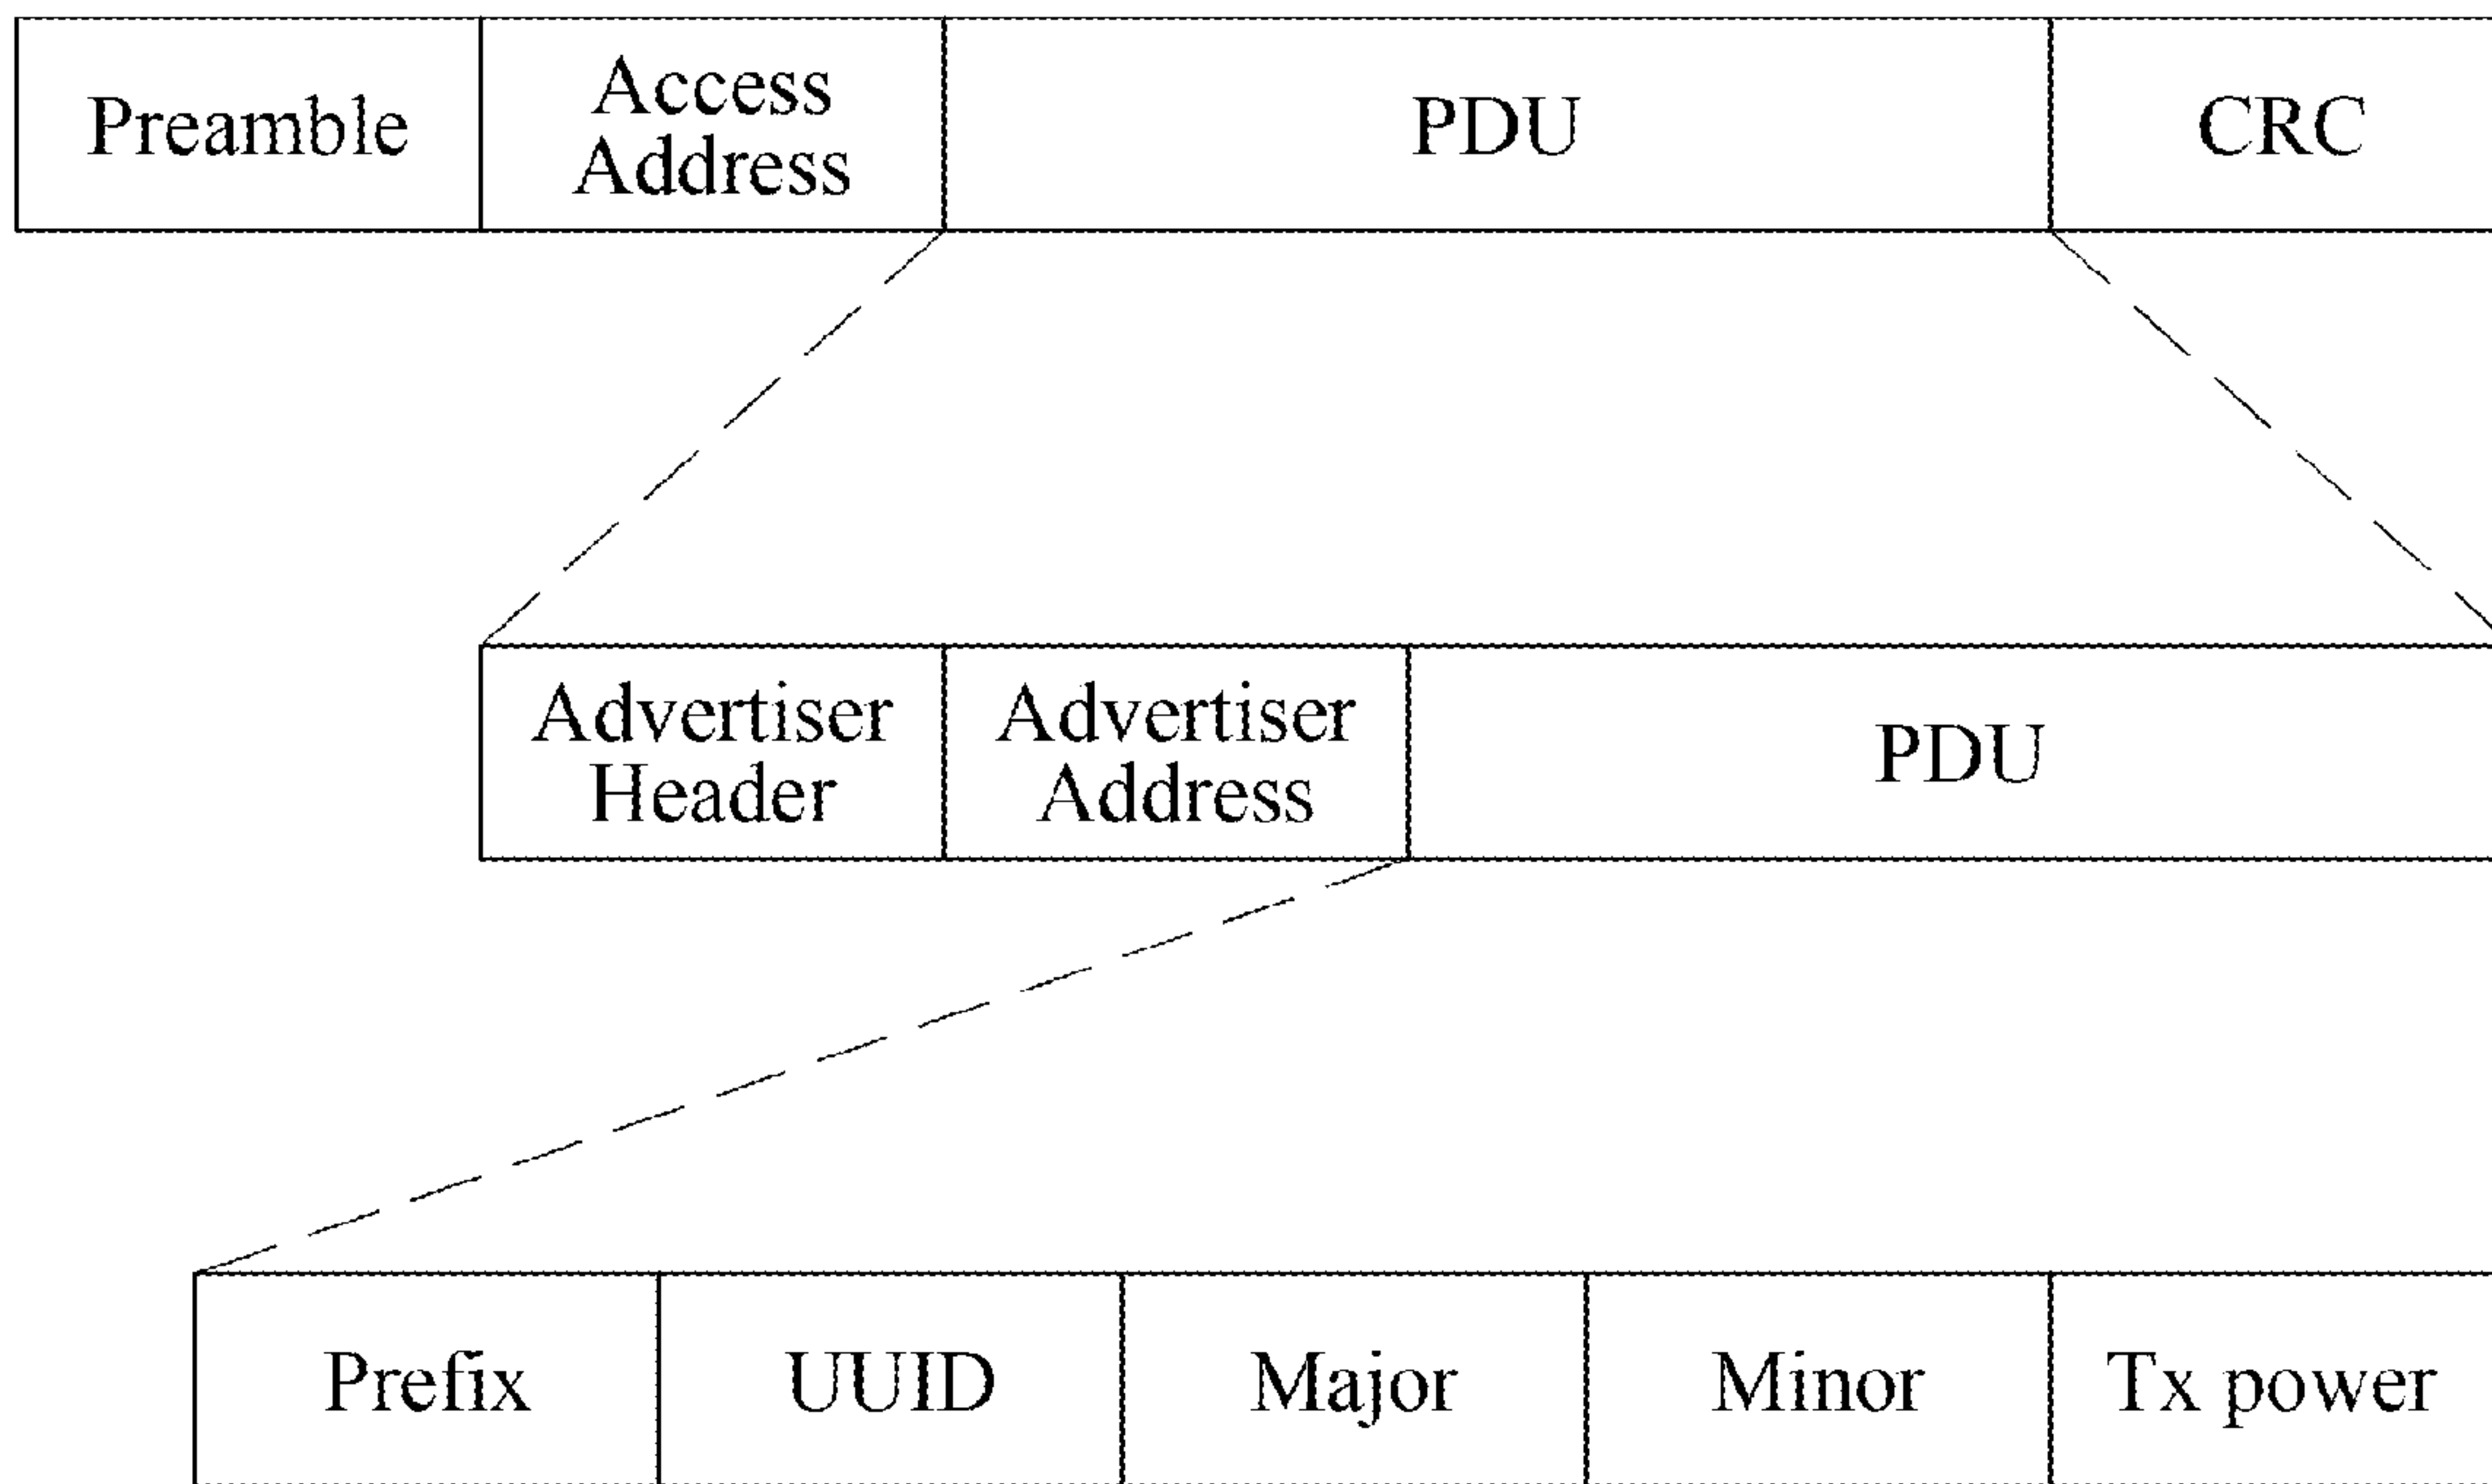 Preamble
Access
Address
PDU
CRC
Advertiser
Header
Advertiser
Address
PDU
Prefix
UUID
Major
Minor
Tx power